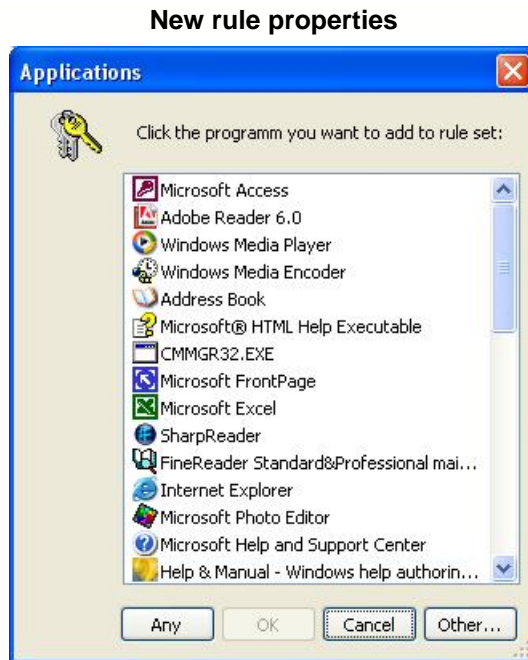 New rule properties
Applications
Click the programm you want to add to rule set:
Microsoft Access
Adobe Reader 6.0
Windows Media Player
Windows Media Encoder
Address Book
Microsoft® HTML Help Executable
CMMGR32.EXE
Microsoft FrontPage
Microsoft Excel
SharpReader
FineReader Standard&Professional mai...
Internet Explorer
Microsoft Photo Editor
Microsoft Help and Support Center
Help & Manual - Windows help authorin...
Any OK Cancel Other...